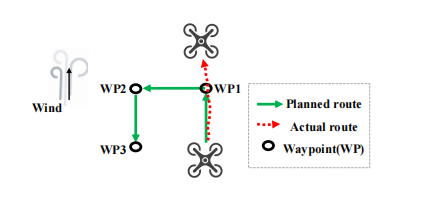 WP2
WP1
Wind
WP3
Planned route
Actual route
Waypoint(WP)